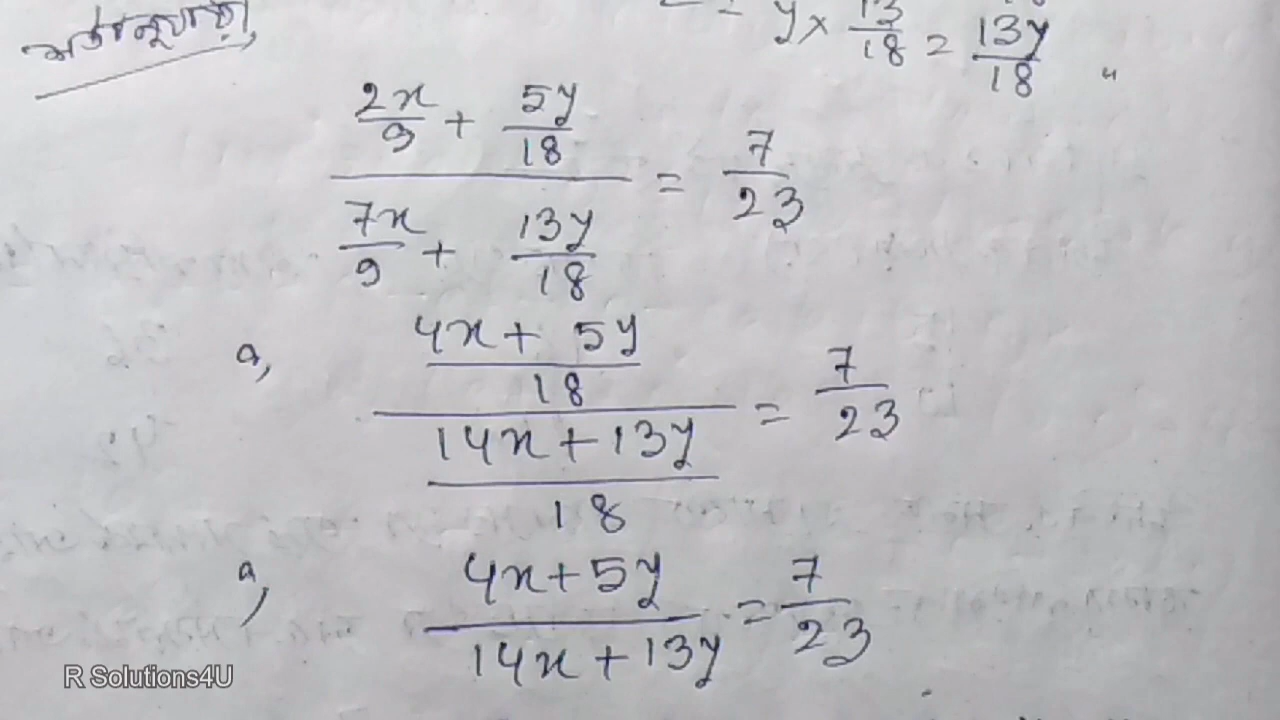 = y × 13/18 = 13y/18 "
শর্তানুযায়ী,
(2x/9 + 5y/18) / (7x/9 + 13y/18) = 7/23
বা, ((4x + 5y)/18) / ((14x + 13y)/18) = 7/23
বা, (4x + 5y)/(14x + 13y) = 7/23
R Solutions4U